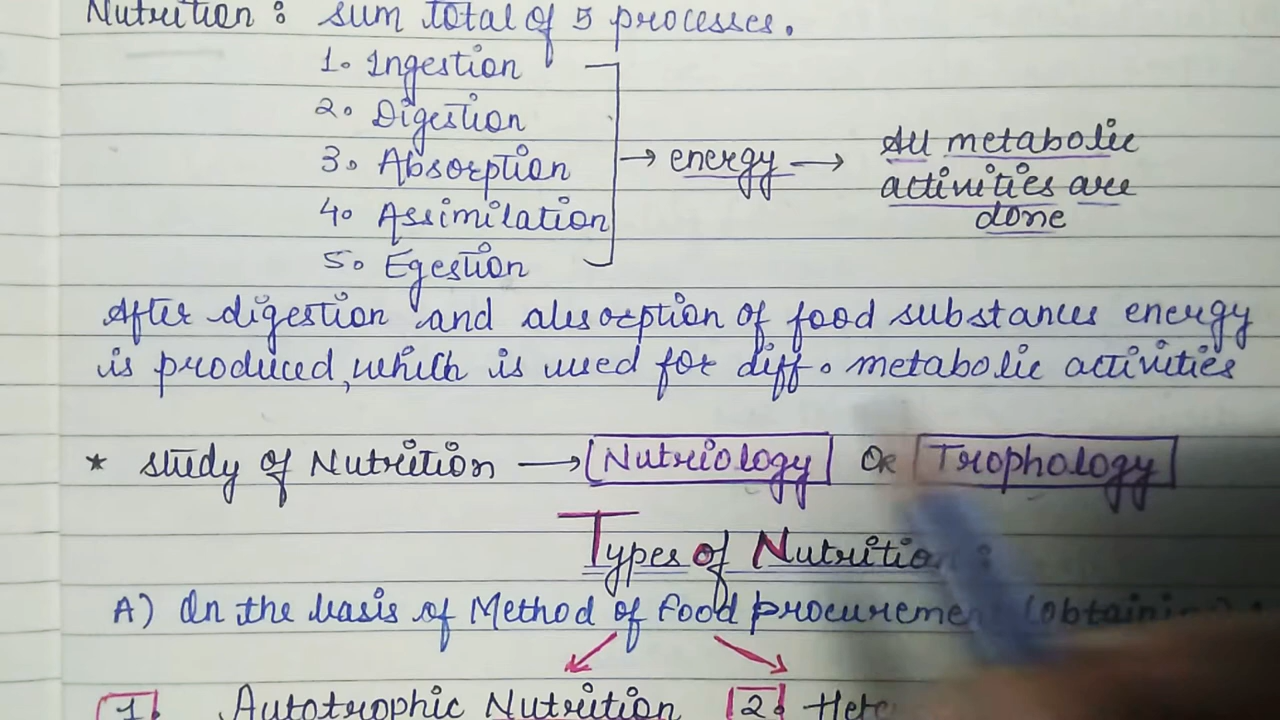 Nutrition: sum total of 5 processes.
1. Ingestion
2. Digestion
3. Absorption
4. Assimilation
5. Egestion
→ energy → All metabolic
activities are
done
After digestion and absorption of food substances energy
is produced, which is used for diff. metabolic activities
* Study of Nutrition → Nutriology OR Trophology
Types of Nutrition:
A) On the basis of Method of food procurement
1. Autotrophic Nutrition 2.